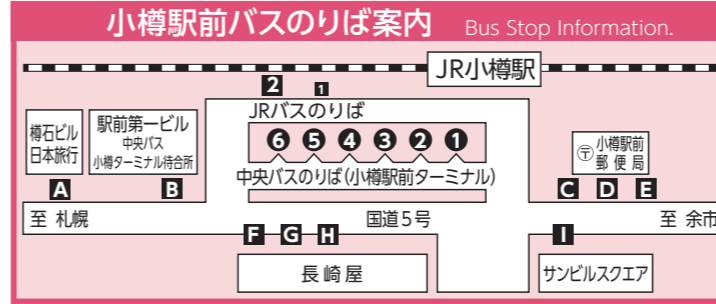 小樽駅前バスのりば案内 Bus Stop Information.
JR小樽駅
2 1
JRバスのりば
6 5 4 3 2 1
中央バスのりば(小樽駅前ターミナル)
樽石ビル
日本旅行
駅前第一ビル
中央バス
小樽ターミナル待合所
〒小樽駅前
郵便局
A B C D E
至 札幌
国道5号
至 余市
F G H I
長崎屋
サンビルスクエア